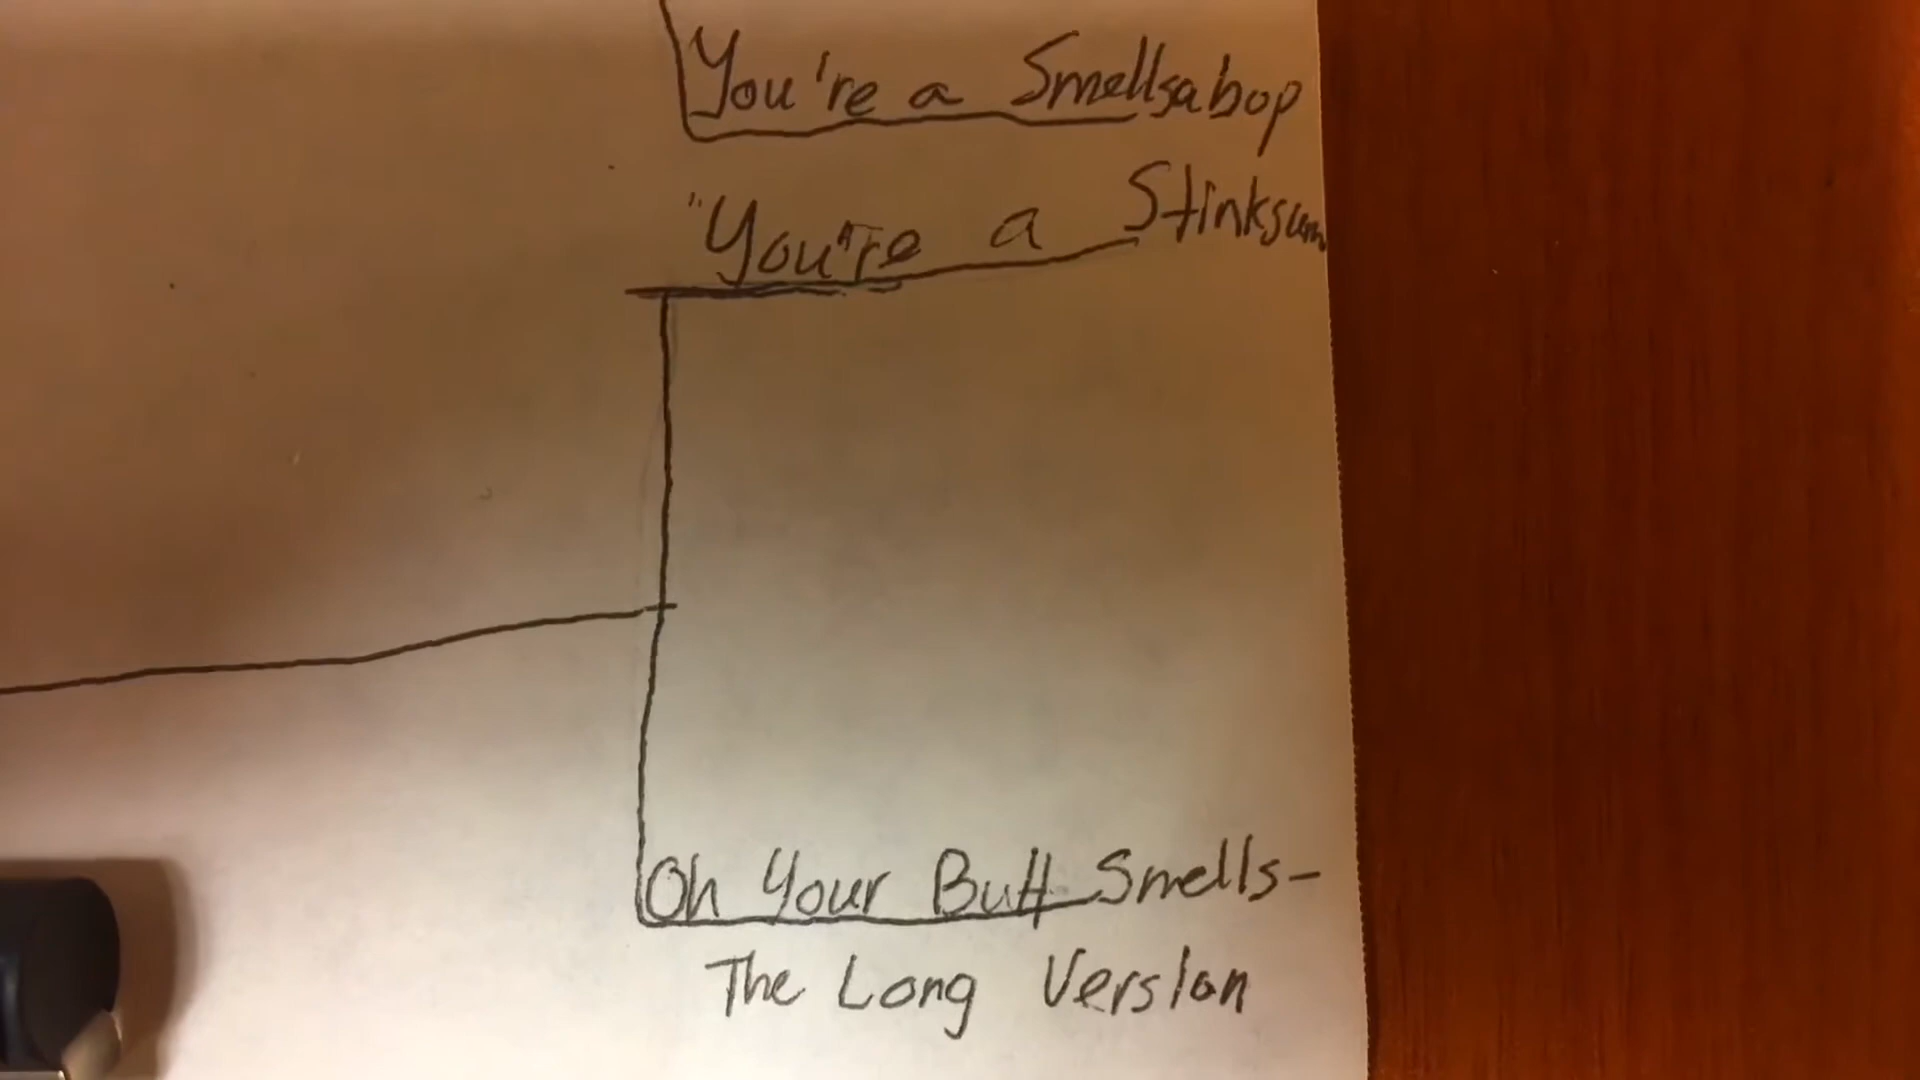 You're a Smellsabop
"You're a Stinksum
Oh Your Butt Smells-
The Long Version